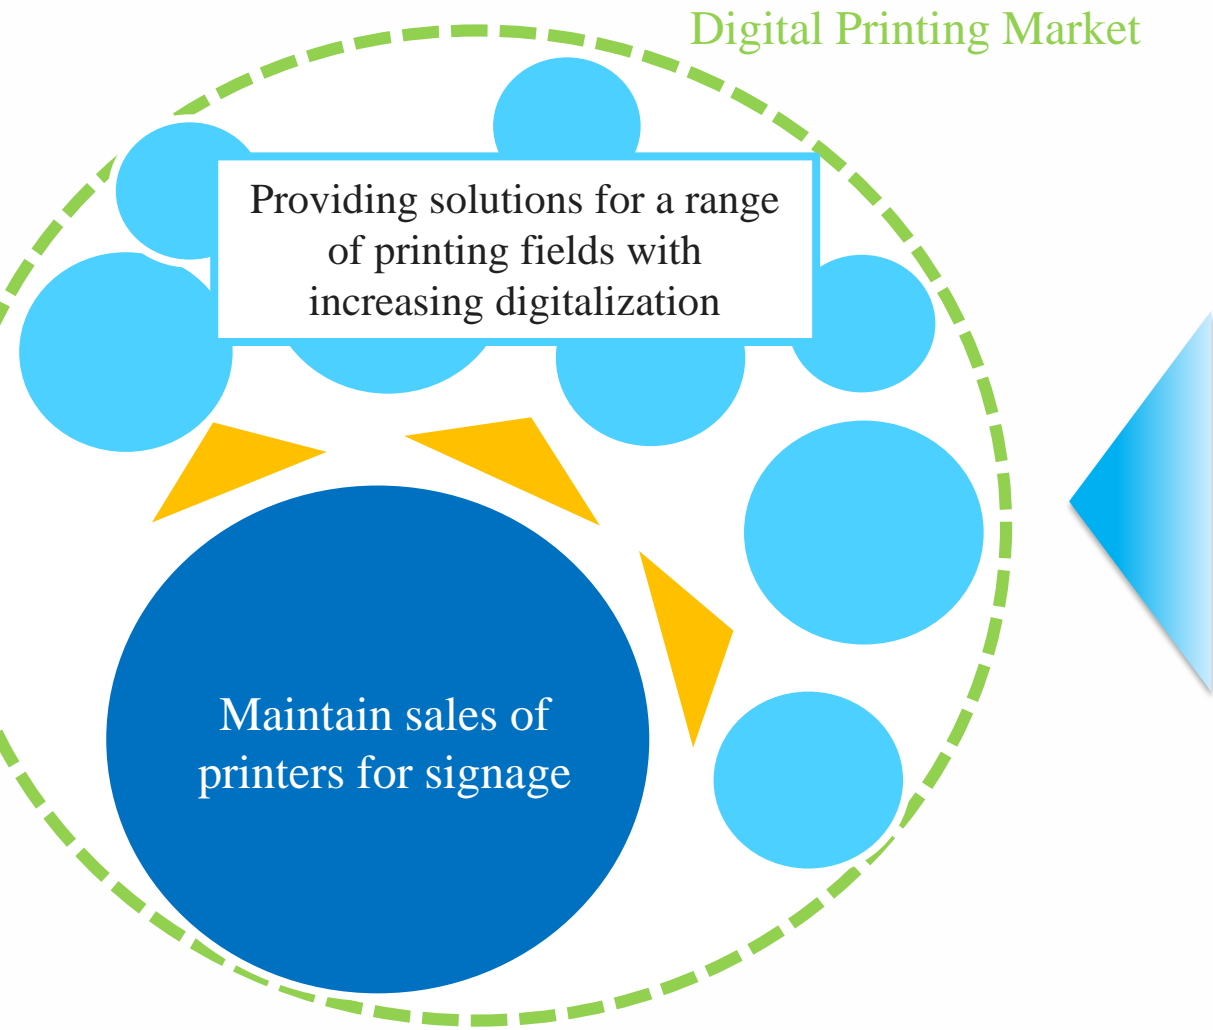 Digital Printing Market
Providing solutions for a range
of printing fields with
increasing digitalization
Maintain sales of
printers for signage